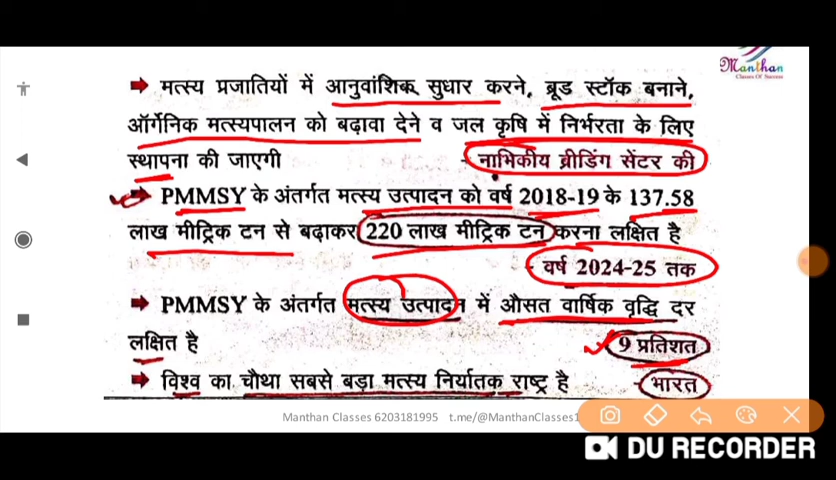 Manthan
Classes Of Success
➡ मत्स्य प्रजातियों में आनुवांशिक सुधार करने, ब्रूड स्टॉक बनाने,
ऑर्गेनिक मत्स्यपालन को बढ़ावा देने व जल कृषि में निर्भरता के लिए
स्थापना की जाएगी - नाभिकीय ब्रीडिंग सेंटर की
➡ PMMSY के अंतर्गत मत्स्य उत्पादन को वर्ष 2018-19 के 137.58
लाख मीट्रिक टन से बढ़ाकर 220 लाख मीट्रिक टन करना लक्षित है
- वर्ष 2024-25 तक
➡ PMMSY के अंतर्गत मत्स्य उत्पादन में औसत वार्षिक वृद्धि दर
लक्षित है - 9 प्रतिशत
➡ विश्व का चौथा सबसे बड़ा मत्स्य निर्यातक राष्ट्र है - भारत
Manthan Classes 6203181995 t.me/@ManthanClasses1
DU RECORDER